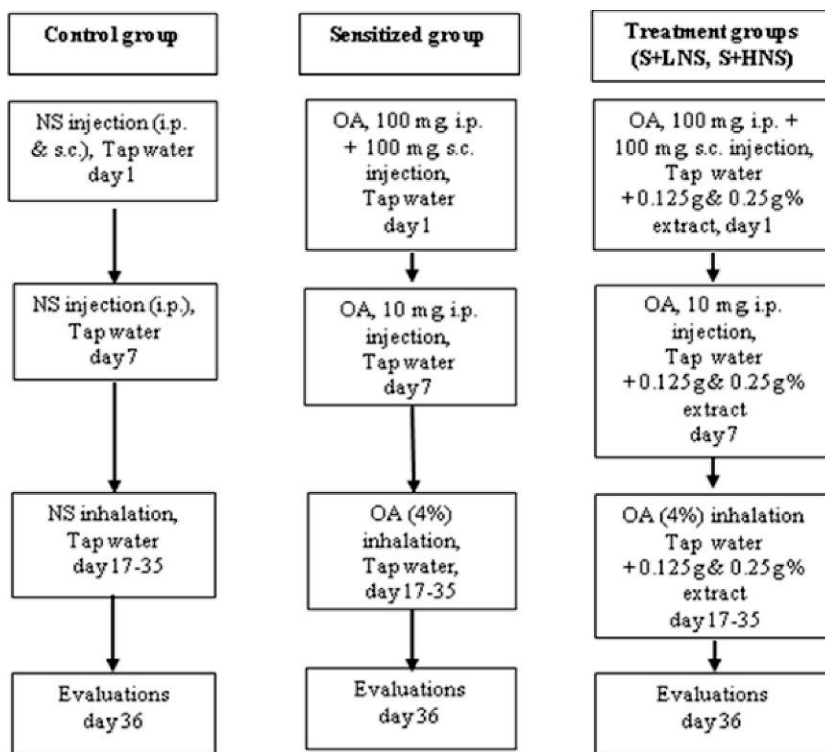 Control group
NS injection (i.p.
& s.c.), Tap water
day 1
NS injection (i.p.),
Tap water
day 7
NS inhalation,
Tap water
day 17-35
Evaluations
day 36
Sensitized group
OA, 100 mg, i.p.
+ 100 mg, s.c.
injection,
Tap water
day 1
OA, 10 mg, i.p.
injection,
Tap water
day 7
OA (4%)
inhalation,
Tap water,
day 17-35
Evaluations
day 36
Treatment groups
(S+LNS, S+HNS)
OA, 100 mg, i.p. +
100 mg, s.c. injection,
Tap water
+0.125g& 0.25g%
extract, day 1
OA, 10 mg, i.p.
injection,
Tap water
+0.125g& 0.25g%
extract
day 7
OA (4%) inhalation
Tap water
+0.125g& 0.25g%
extract
day 17-35
Evaluations
day 36